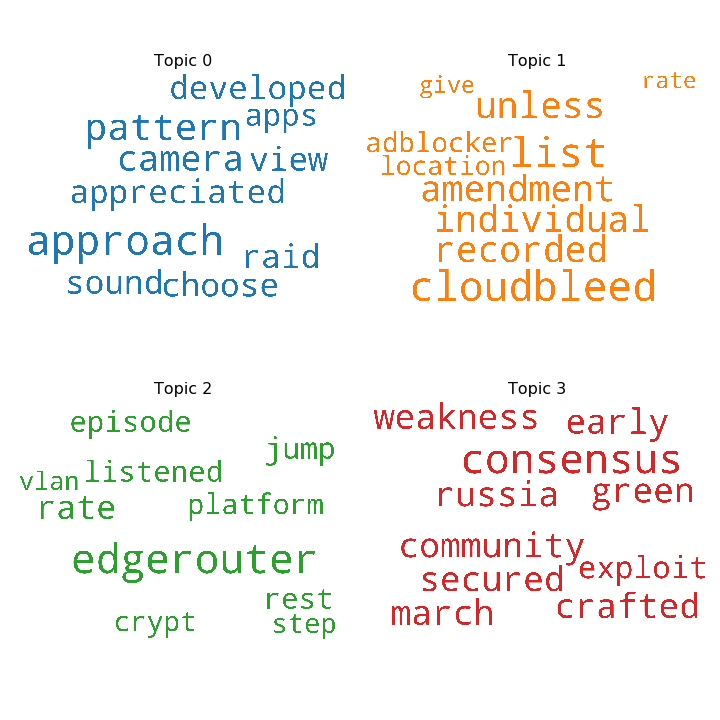 Topic 0
developed
pattern apps
camera view
appreciated
approach raid
sound choose
Topic 1
give rate
unless
adblocker list
location
amendment
individual
recorded
cloudbleed
Topic 2
episode
jump
vlan listened
rate platform
edgerouter
rest
crypt step
Topic 3
weakness early
consensus
russia green
community
secured exploit
march crafted